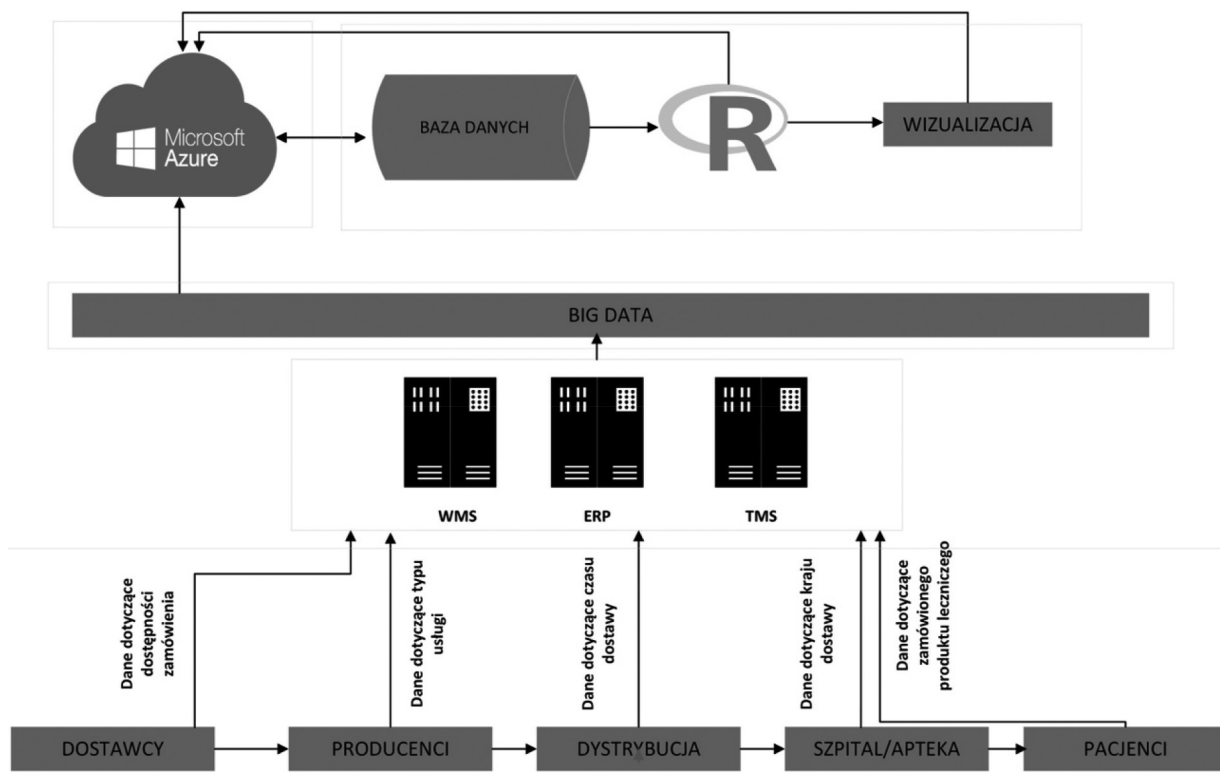 Microsoft
Azure
BAZA DANYCH
R
WIZUALIZACJA
BIG DATA
WMS
ERP
TMS
Dane dotyczące
dostępności
zamówienia
Dane dotyczące typu
usługi
Dane dotyczące czasu
dostawy
Dane dotyczące kraju
dostawy
Dane dotyczące
zamówionego
produktu leczniczego
DOSTAWCY
PRODUCENCI
DYSTRYBUCJA
SZPITAL/APTEKA
PACJENCI